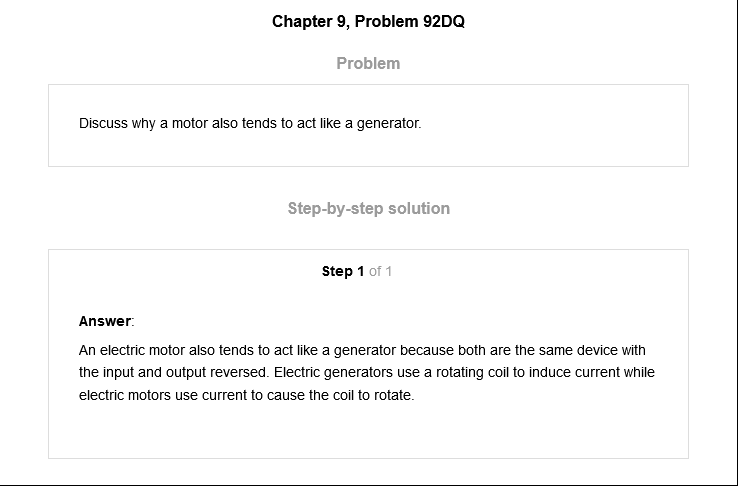 Chapter 9, Problem 92DQ
Problem
Discuss why a motor also tends to act like a generator.
Step-by-step solution
Step 1 of 1
Answer:
An electric motor also tends to act like a generator because both are the same device with
the input and output reversed. Electric generators use a rotating coil to induce current while
electric motors use current to cause the coil to rotate.